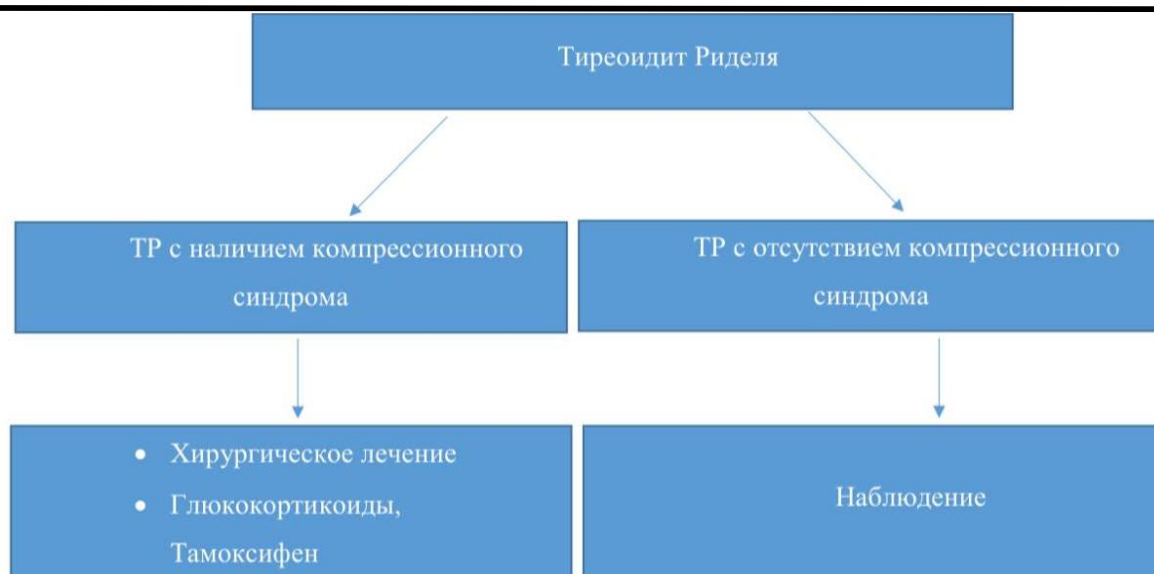 Тиреоидит Риделя
ТР с наличием компрессионного
синдрома
ТР с отсутствием компрессионного
синдрома
• Хирургическое лечение
• Глюкокортикоиды,
Тамоксифен
Наблюдение